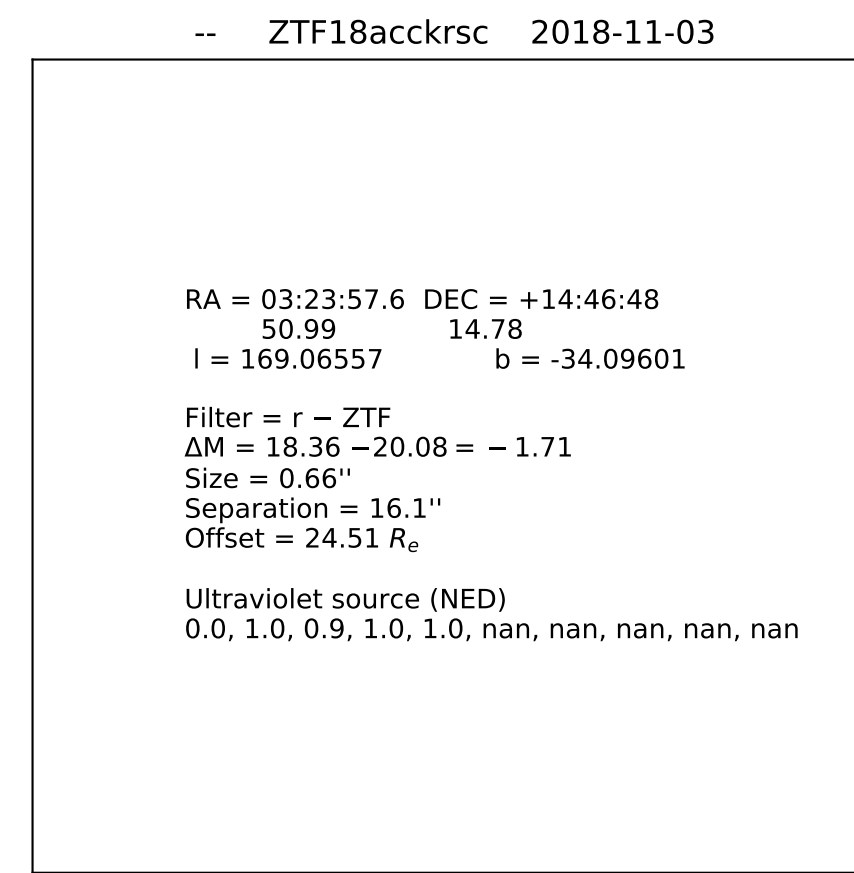 -- ZTF18acckrsc 2018-11-03
RA = 03:23:57.6 DEC = +14:46:48
50.99 14.78
l = 169.06557 b = -34.09601
Filter = r − ZTF
ΔM = 18.36 −20.08 = − 1.71
Size = 0.66''
Separation = 16.1''
Offset = 24.51 Re
Ultraviolet source (NED)
0.0, 1.0, 0.9, 1.0, 1.0, nan, nan, nan, nan, nan